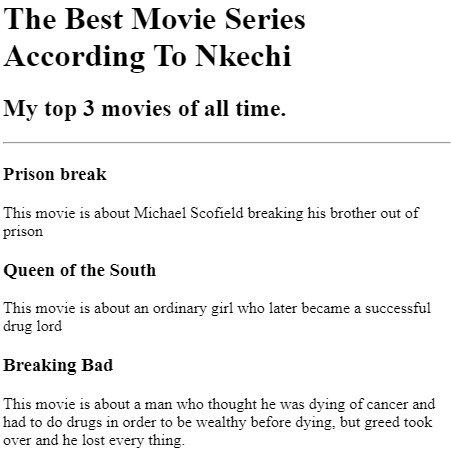 The Best Movie Series
According To Nkechi
My top 3 movies of all time.
Prison break
This movie is about Michael Scofield breaking his brother out of
prison
Queen of the South
This movie is about an ordinary girl who later became a successful
drug lord
Breaking Bad
This movie is about a man who thought he was dying of cancer and
had to do drugs in order to be wealthy before dying, but greed took
over and he lost every thing.